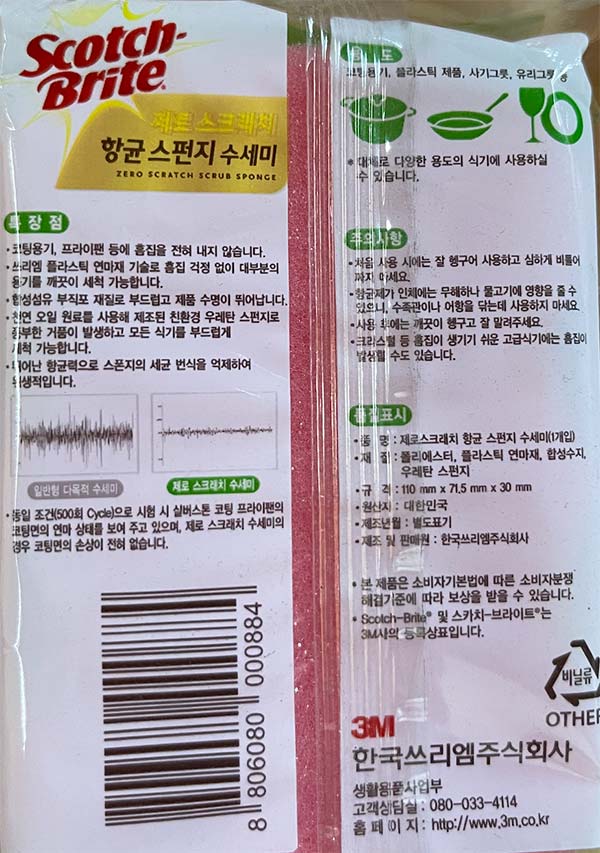 Scotch-
Brite
제로 스크래치
항균 스펀지 수세미
ZERO SCRATCH SCRUB SPONGE
특 장 점
•코팅용기, 프라이팬 등에 흠집을 전혀 내지 않습니다.
•쓰리엠 플라스틱 연마재 기술로 흠집 걱정 없이 대부분의
용기를 깨끗이 세척 가능합니다.
•합성섬유 부직포 재질로 부드럽고 제품 수명이 뛰어납니다.
•천연 오일 원료를 사용해 제조된 친환경 우레탄 스펀지로
풍부한 거품이 발생하고 모든 식기를 부드럽게
세척 가능합니다.
•뛰어난 항균력으로 스폰지의 세균 번식을 억제하여
위생적입니다.
일반형 다목적 수세미
제로 스크래치 수세미
•동일 조건(500회 Cycle)으로 시험 시 실버스톤 코팅 프라이팬의
코팅면의 연마 상태를 보여 주고 있으며, 제로 스크래치 수세미의
경우 코팅면의 손상이 전혀 없습니다.
8 806080 000884
용 도
코팅용기, 플라스틱 제품, 사기그릇, 유리그릇 등
* 대체로 다양한 용도의 식기에 사용하실
수 있습니다.
주의사항
•처음 사용 시에는 잘 헹구어 사용하고 심하게 비틀어
짜지 마세요.
•항균제가 인체에는 무해하나 물고기에 영향을 줄 수
있으니, 수족관이나 어항을 닦는데 사용하지 마세요.
•사용 후에는 깨끗이 헹구고 잘 말려주세요.
•크리스털 등 흠집이 생기기 쉬운 고급식기에는 흠집이
발생할 수도 있습니다.
품질표시
•품 명 : 제로스크래치 항균 스펀지 수세미(1개입)
•재 질 : 폴리에스터, 플라스틱 연마재, 합성수지,
우레탄 스펀지
•규 격 : 110 mm x 71.5 mm x 30 mm
•원산지 : 대한민국
•제조년월 : 별도표기
•제조 및 판매원 : 한국쓰리엠주식회사
• 본 제품은 소비자기본법에 따른 소비자분쟁
해결기준에 따라 보상을 받을 수 있습니다.
• Scotch-Brite® 및 스카치-브라이트®는
3M사의 등록상표입니다.
비닐류
OTHER
3M
한국쓰리엠주식회사
생활용품사업부
고객상담실 : 080-033-4114
홈 페 이 지 : http://www.3m.co.kr